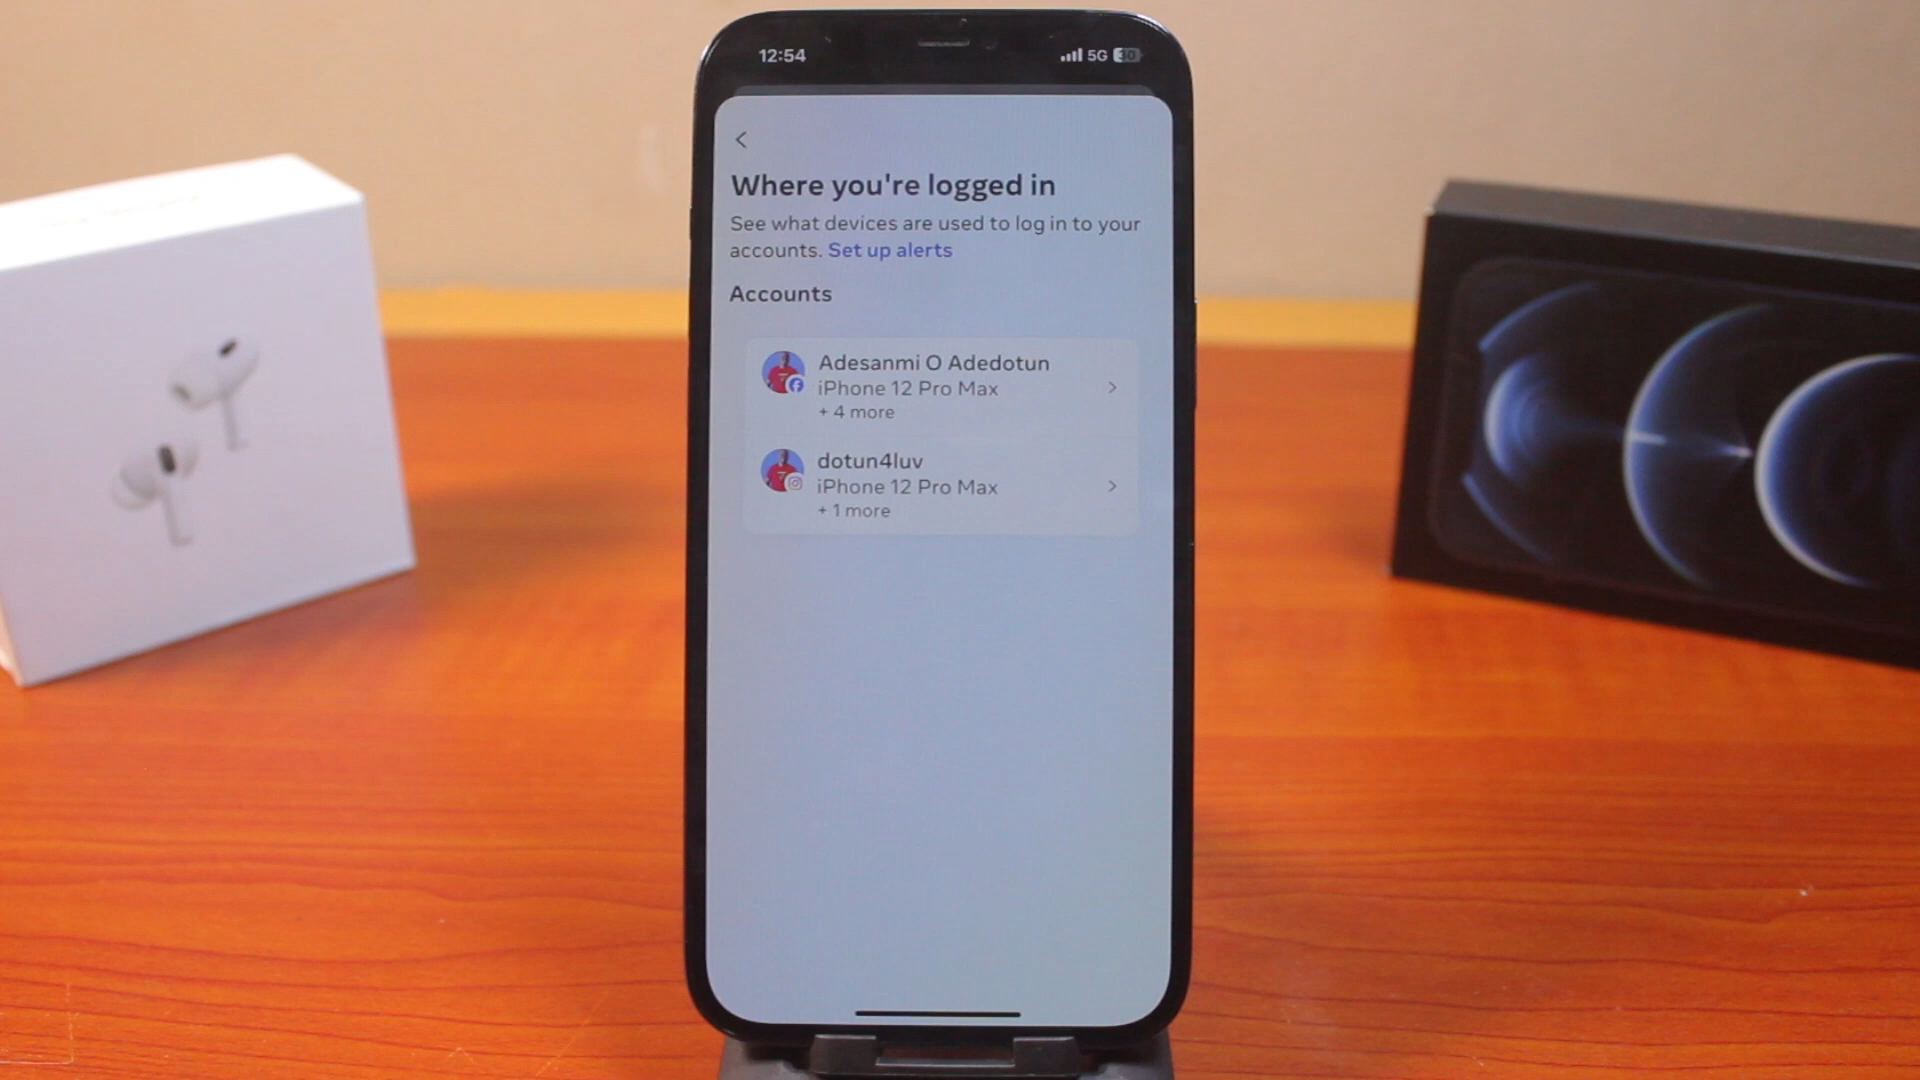 12:54
5G 30
Where you're logged in
See what devices are used to log in to your
accounts. Set up alerts
Accounts
Adesanmi O Adedotun
iPhone 12 Pro Max
+ 4 more
dotun4luv
iPhone 12 Pro Max
+ 1 more